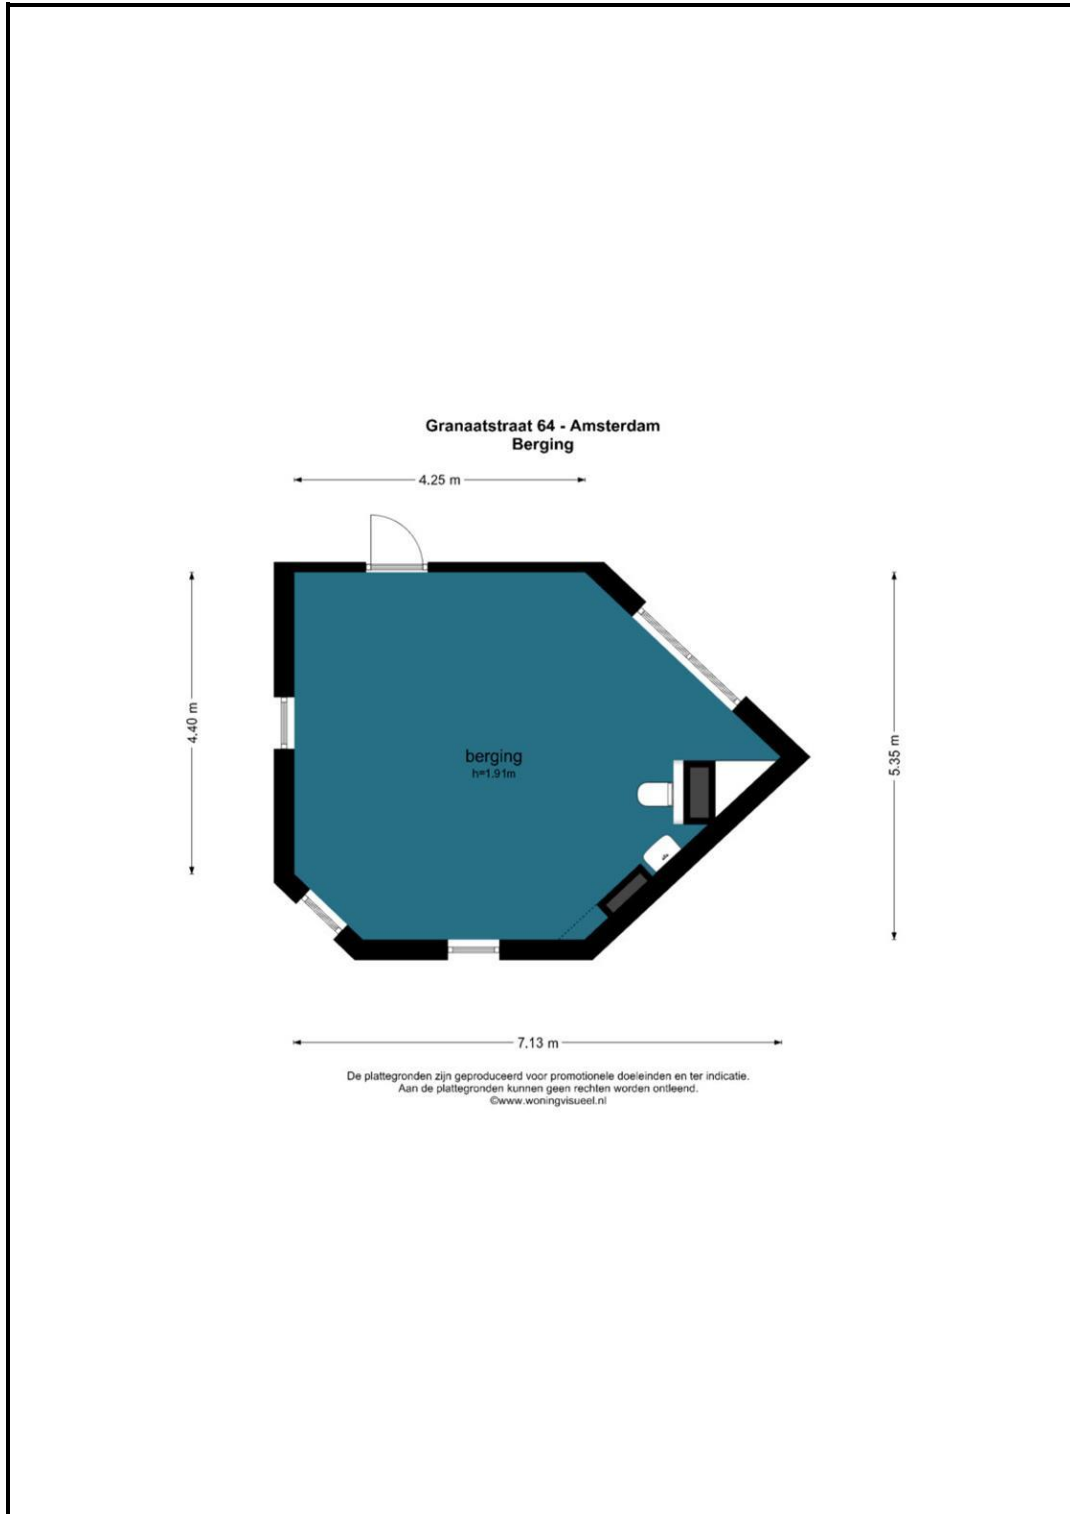 Granaatstraat 64 - Amsterdam
Berging
4.25 m
4.40 m
5.35 m
berging
h=1.91m
7.13 m
De plattegronden zijn geproduceerd voor promotionele doeleinden en ter indicatie.
Aan de plattegronden kunnen geen rechten worden ontleend.
©www.woningvisueel.nl